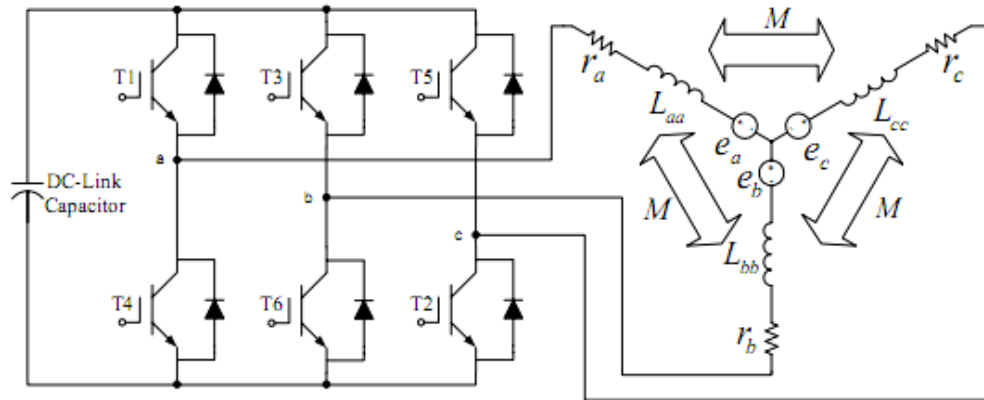 T1
T3
T5
a
b
c
DC-Link
Capacitor
T4
T6
T2
M
r_a
r_c
L_aa
L_cc
e_a
e_c
e_b
M
M
L_bb
r_b